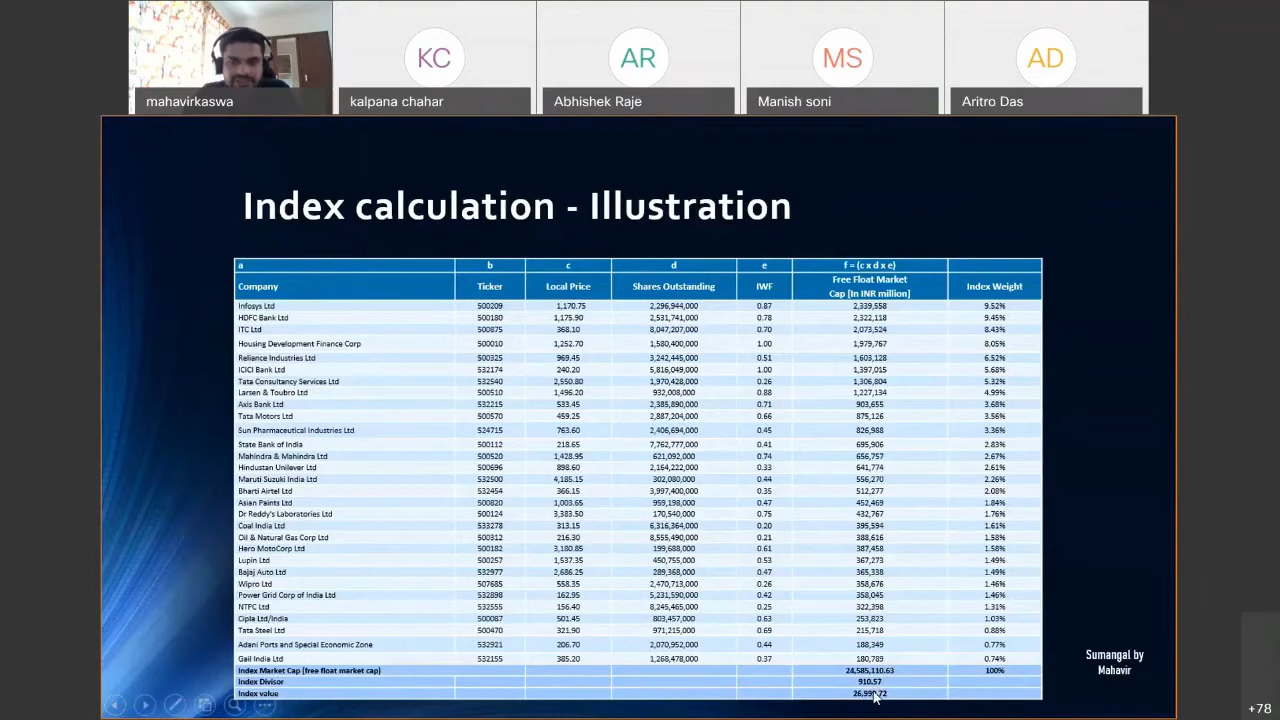 KC AR MS AD
mahavirkaswa kalpana chahar Abhishek Raje Manish soni Aritro Das
Index calculation - Illustration
a b c d e f = (c x d x e)
Company Ticker Local Price Shares Outstanding IWF Free Float Market Cap [In INR million] Index Weight
Infosys Ltd 500209 1,170.75 2,296,944,000 0.87 2,339,558 9.52%
HDFC Bank Ltd 500180 1,175.90 2,531,741,000 0.78 2,322,118 9.45%
ITC Ltd 500875 368.10 8,047,207,000 0.70 2,073,524 8.43%
Housing Development Finance Corp 500010 1,252.70 1,580,400,000 1.00 1,979,767 8.05%
Reliance Industries Ltd 500325 969.45 3,242,445,000 0.51 1,603,128 6.52%
ICICI Bank Ltd 532174 240.20 5,816,049,000 1.00 1,397,015 5.68%
Tata Consultancy Services Ltd 532540 2,550.80 1,970,428,000 0.26 1,306,804 5.32%
Larsen & Toubro Ltd 500510 1,496.20 932,008,000 0.88 1,227,134 4.99%
Axis Bank Ltd 532215 533.45 2,385,890,000 0.71 903,655 3.68%
Tata Motors Ltd 500570 459.25 2,887,204,000 0.66 875,126 3.56%
Sun Pharmaceutical Industries Ltd 524715 763.60 2,406,694,000 0.45 826,988 3.36%
State Bank of India 500112 218.65 7,762,777,000 0.41 695,906 2.83%
Mahindra & Mahindra Ltd 500520 1,428.95 621,092,000 0.74 656,757 2.67%
Hindustan Unilever Ltd 500696 898.60 2,164,222,000 0.33 641,774 2.61%
Maruti Suzuki India Ltd 532500 4,185.15 302,080,000 0.44 556,270 2.26%
Bharti Airtel Ltd 532454 366.15 3,997,400,000 0.35 512,277 2.08%
Asian Paints Ltd 500820 1,003.65 959,198,000 0.47 452,469 1.84%
Dr Reddy's Laboratories Ltd 500124 3,383.50 170,540,000 0.75 432,767 1.76%
Coal India Ltd 533278 313.15 6,316,364,000 0.20 395,594 1.61%
Oil & Natural Gas Corp Ltd 500312 216.30 8,555,490,000 0.21 388,616 1.58%
Hero MotoCorp Ltd 500182 3,180.85 199,688,000 0.61 387,458 1.58%
Lupin Ltd 500257 1,537.35 450,755,000 0.53 367,273 1.49%
Bajaj Auto Ltd 532977 2,686.25 289,368,000 0.47 365,338 1.49%
Wipro Ltd 507685 558.35 2,470,713,000 0.26 358,676 1.46%
Power Grid Corp of India Ltd 532898 162.95 5,231,590,000 0.42 358,045 1.46%
NTPC Ltd 532555 156.40 8,245,465,000 0.25 322,398 1.31%
Cipla Ltd/India 500087 501.45 803,457,000 0.63 253,823 1.03%
Tata Steel Ltd 500470 321.90 971,215,000 0.69 215,718 0.88%
Adani Ports and Special Economic Zone 532921 206.70 2,070,952,000 0.44 188,349 0.77%
Gail India Ltd 532155 385.20 1,268,478,000 0.37 180,789 0.74%
Index Market Cap (free float market cap) 24,585,110.63 100%
Index Divisor 910.57
Index value
Sumangal by
Mahavir
+78